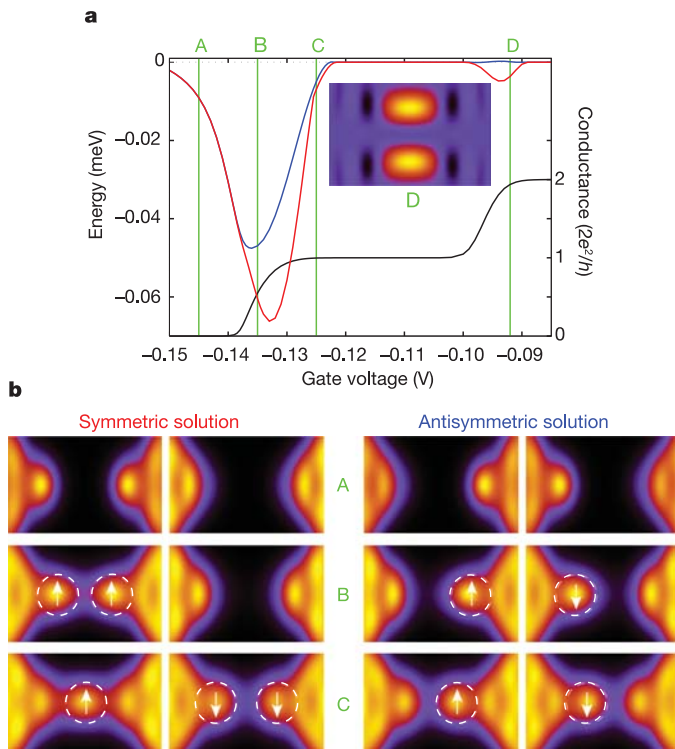 a
A
B
C
D
0
−0.02
−0.04
−0.06
Energy (meV)
D
2
1
0
Conductance (2e²/h)
−0.15
−0.14
−0.13
−0.12
−0.11
−0.10
−0.09
Gate voltage (V)
b
Symmetric solution
Antisymmetric solution
A
B
C